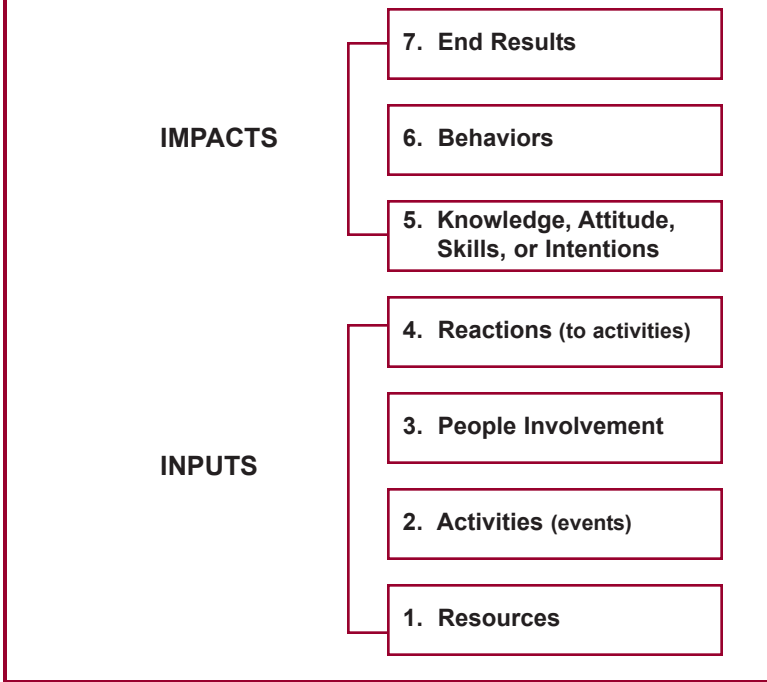 7. End Results
IMPACTS
6. Behaviors
5. Knowledge, Attitude,
Skills, or Intentions
4. Reactions (to activities)
3. People Involvement
INPUTS
2. Activities (events)
1. Resources